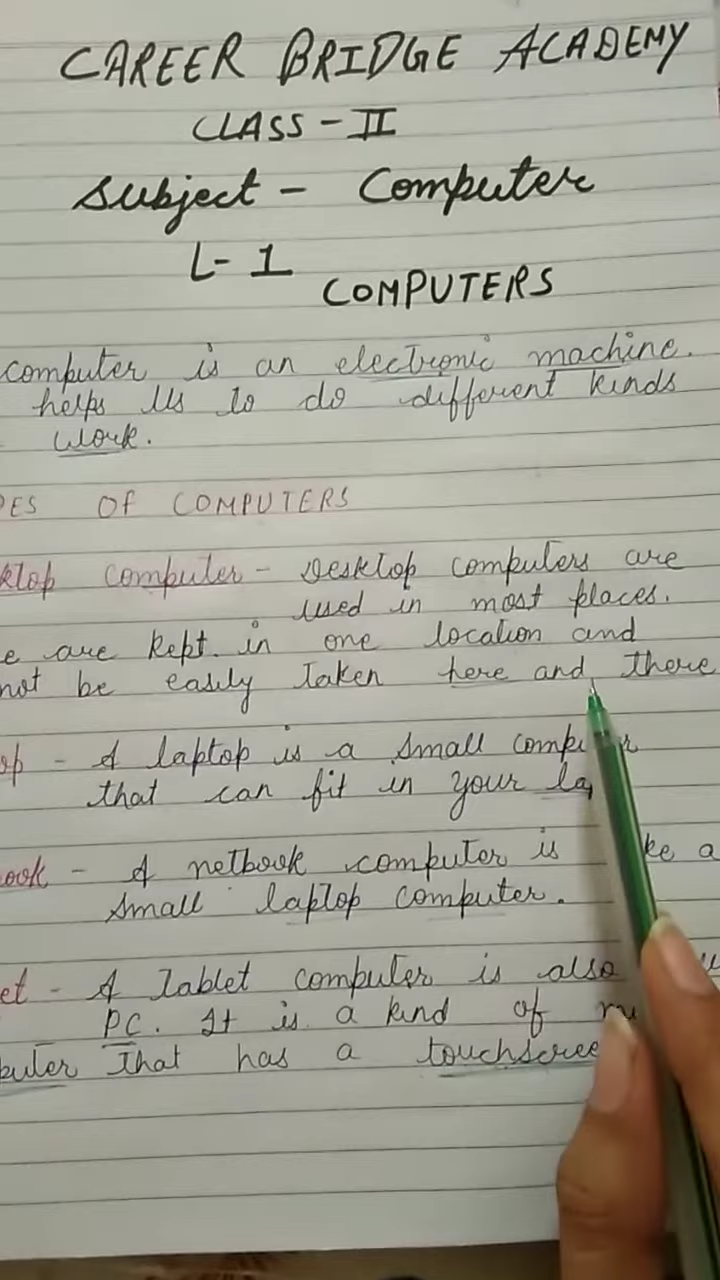 CAREER BRIDGE ACADEMY
CLASS - II
Subject - Computer
L- 1
COMPUTERS
computer is an electronic machine.
helps us to do different kinds
work.
OF COMPUTERS
computer - Desktop computers are
used in most places.
are kept in one location and
not be easily taken here and there
- A laptop is a small computer
that can fit in your
- A netbook computer is a
small laptop computer.
- A Tablet computer is also
PC. It is a kind of
that has a